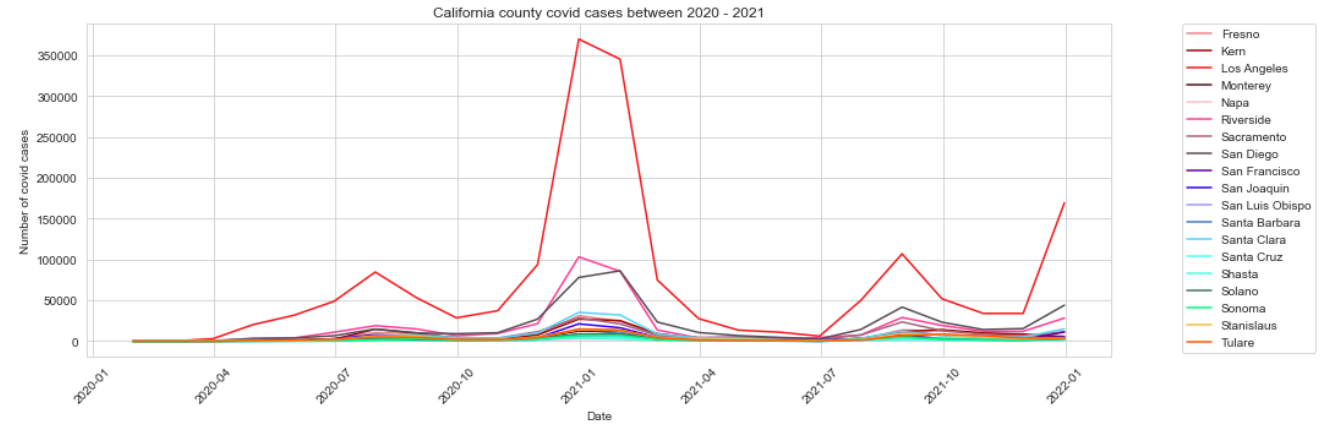 California county covid cases between 2020 - 2021
Number of covid cases
350000
300000
250000
200000
150000
100000
50000
0
2020-01
2020-04
2020-07
2020-10
2021-01
2021-04
2021-07
2021-10
2022-01
Date
Fresno
Kern
Los Angeles
Monterey
Napa
Riverside
Sacramento
San Diego
San Francisco
San Joaquin
San Luis Obispo
Santa Barbara
Santa Clara
Santa Cruz
Shasta
Solano
Sonoma
Stanislaus
Tulare